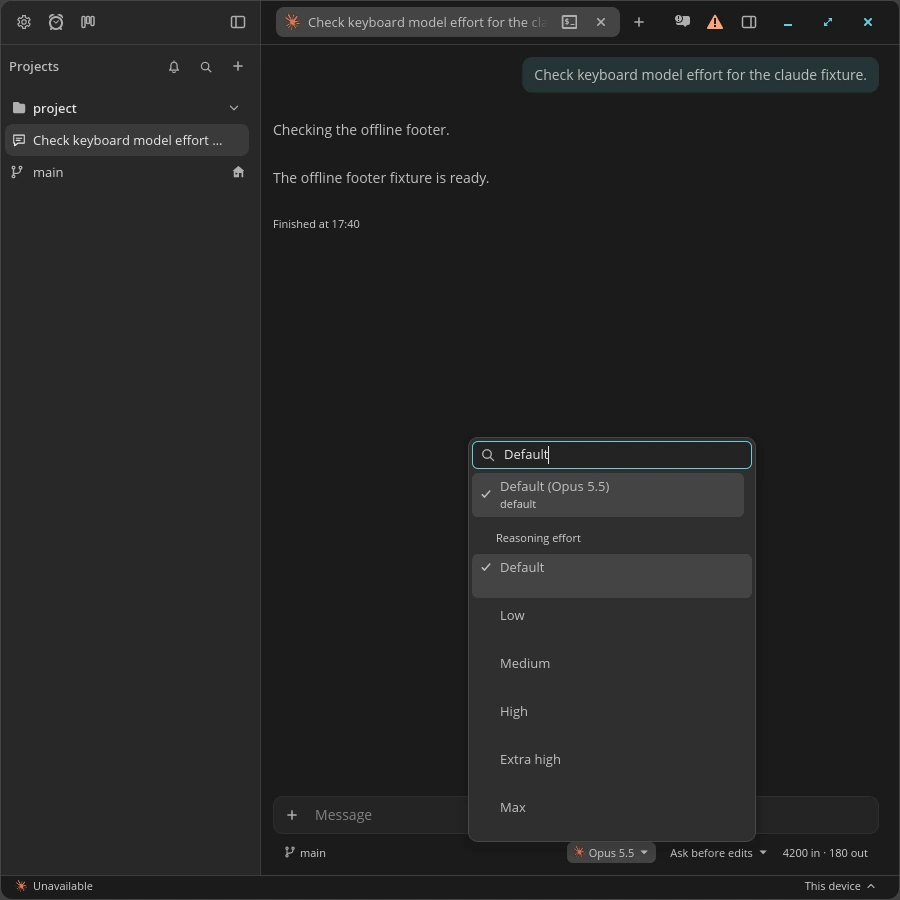 Check keyboard model effort for the cla
Projects
project
Check keyboard model effort ...
main
Check keyboard model effort for the claude fixture.
Checking the offline footer.
The offline footer fixture is ready.
Finished at 17:40
Default
Default (Opus 5.5)
default
Reasoning effort
Default
Low
Medium
High
Extra high
Max
Message
main
Opus 5.5
Ask before edits
4200 in · 180 out
Unavailable
This device